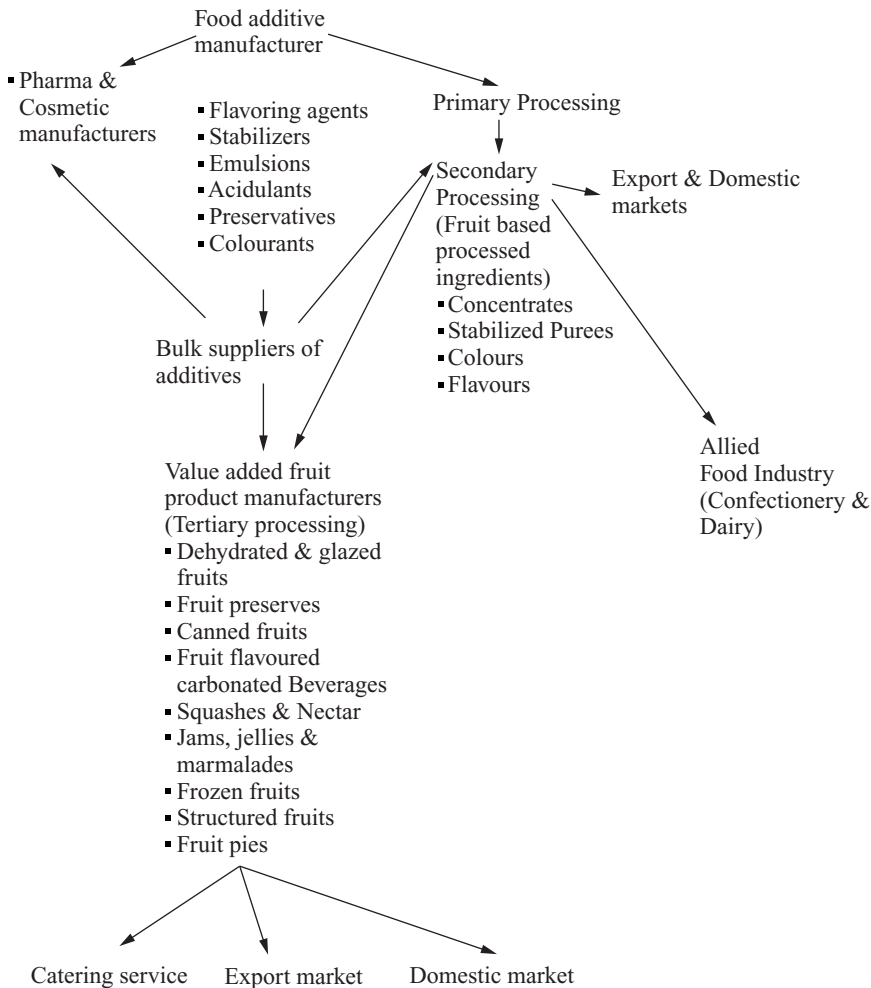 Food additive
manufacturer
▪ Pharma &
Cosmetic
manufacturers
▪ Flavoring agents
▪ Stabilizers
▪ Emulsions
▪ Acidulants
▪ Preservatives
▪ Colourants
Primary Processing
Secondary
Processing
(Fruit based
processed
ingredients)
▪ Concentrates
▪ Stabilized Purees
▪ Colours
▪ Flavours
Export & Domestic
markets
Bulk suppliers of
additives
Allied
Food Industry
(Confectionery &
Dairy)
Value added fruit
product manufacturers
(Tertiary processing)
▪ Dehydrated & glazed
fruits
▪ Fruit preserves
▪ Canned fruits
▪ Fruit flavoured
carbonated Beverages
▪ Squashes & Nectar
▪ Jams, jellies &
marmalades
▪ Frozen fruits
▪ Structured fruits
▪ Fruit pies
Catering service
Export market
Domestic market